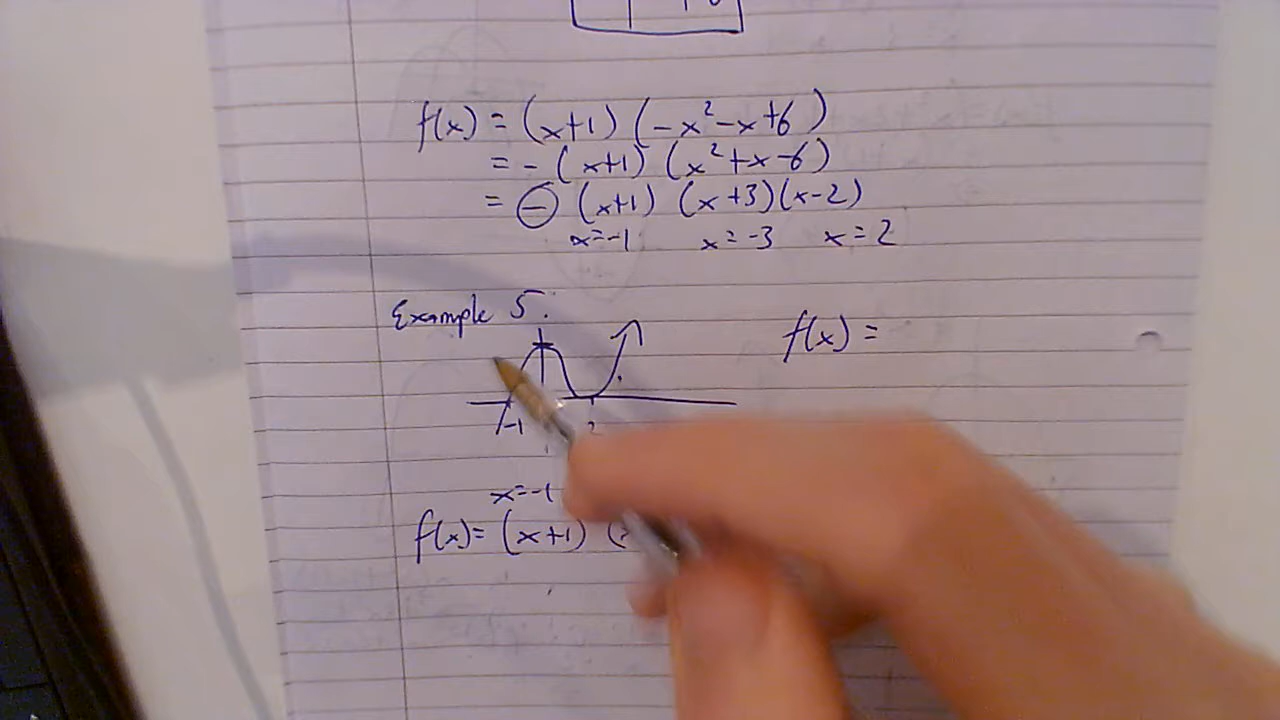 f(x) = (x+1) (-x²-x+6)
= - (x+1) (x²+x-6)
= - (x+1) (x+3)(x-2)
x=-1 x=-3 x=2
Example 5:
f(x) =
-1 2
x=-1
f(x)= (x+1) (